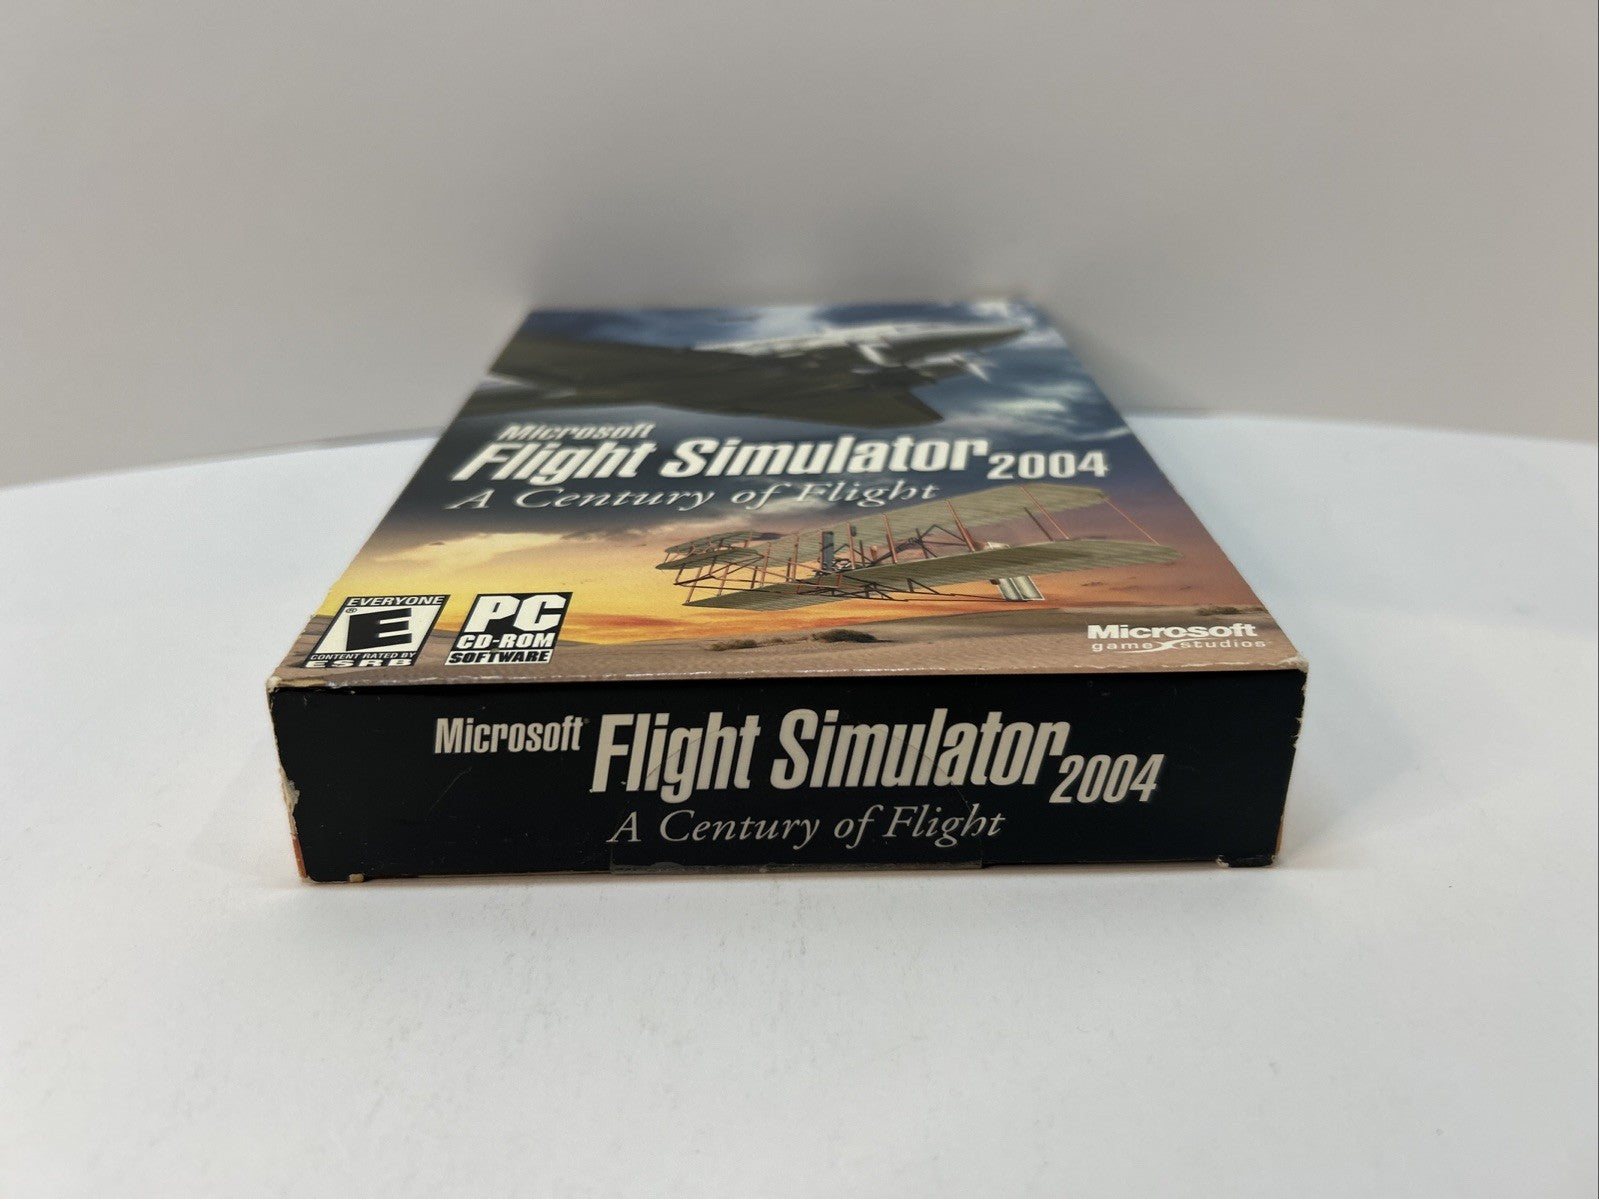 Microsoft
Flight Simulator 2004
A Century of Flight
EVERYONE
E
®
CONTENT RATED BY
ESRB
PC
CD-ROM
SOFTWARE
Microsoft
game studios
Microsoft® Flight Simulator 2004
A Century of Flight